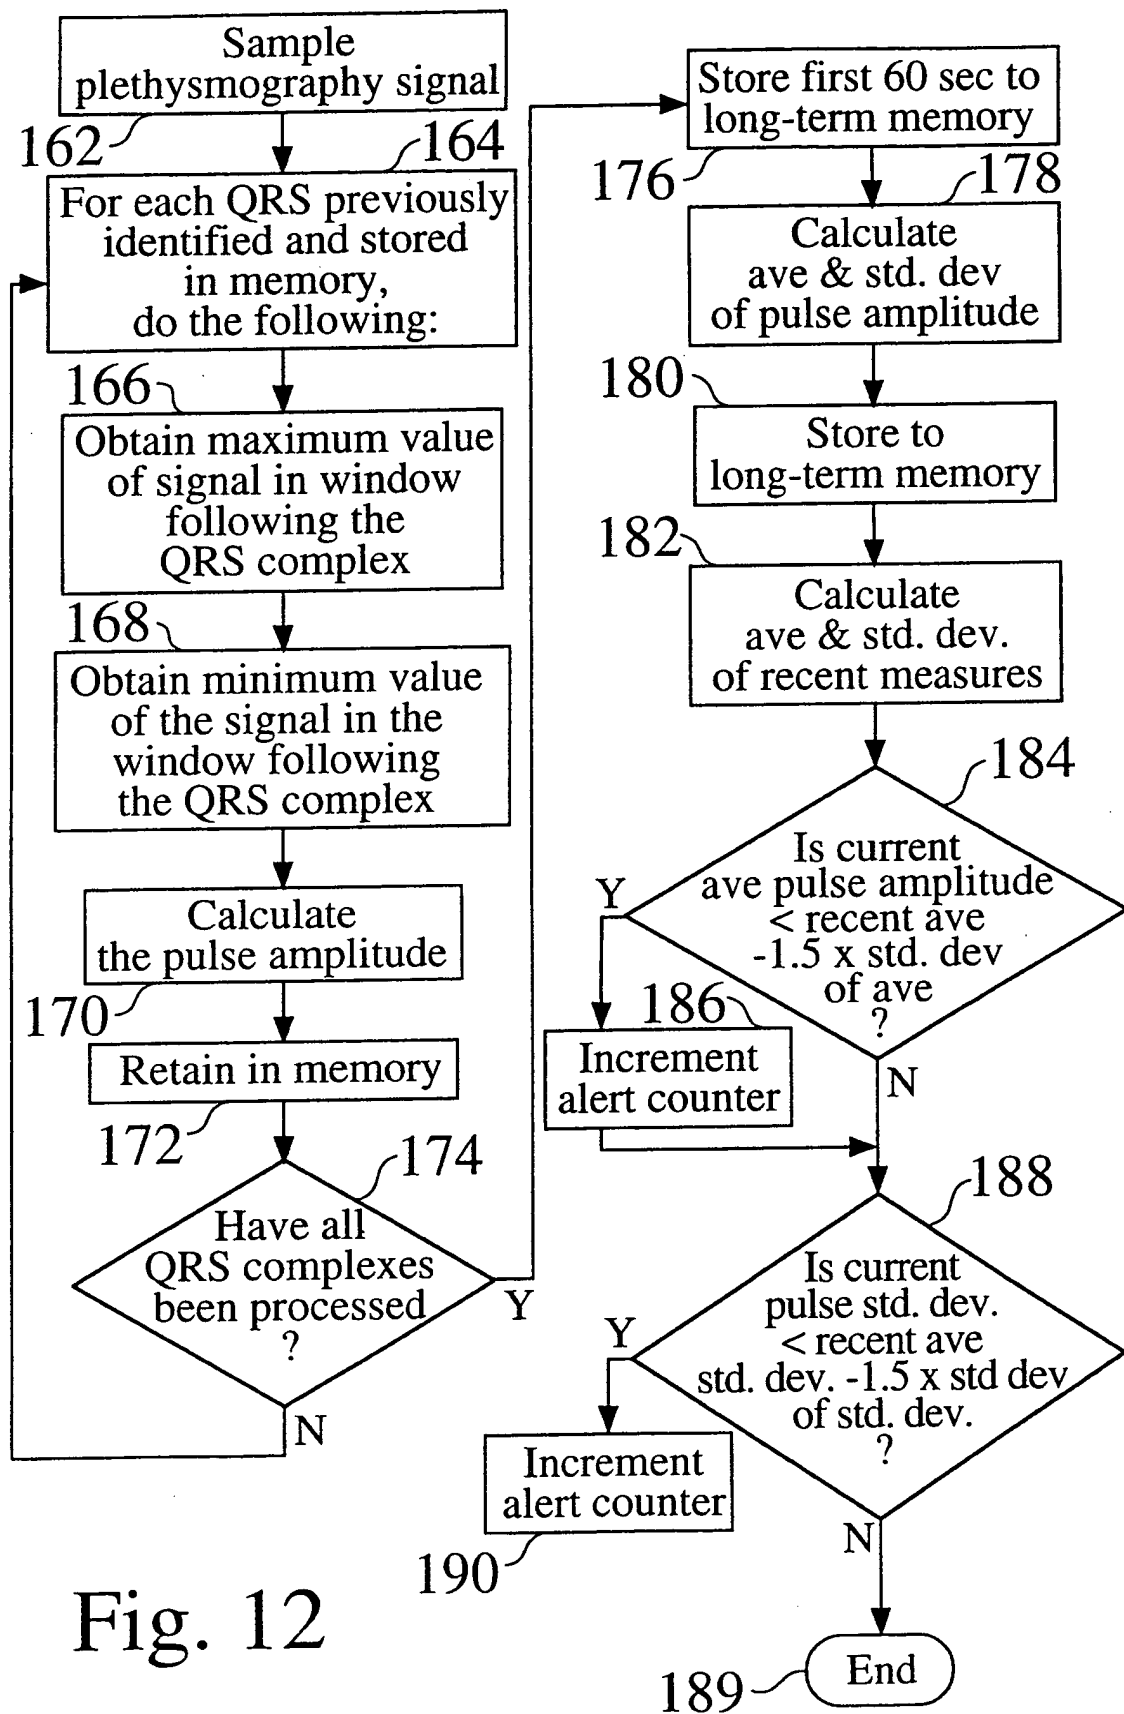 Sample
plethysmography signal
162
164
For each QRS previously
identified and stored
in memory,
do the following:
166
Obtain maximum value
of signal in window
following the
QRS complex
168
Obtain minimum value
of the signal in the
window following
the QRS complex
Calculate
the pulse amplitude
170
Retain in memory
172
174
Have all
QRS complexes
been processed
?
Y
N
Store first 60 sec to
long-term memory
176
178
Calculate
ave & std. dev
of pulse amplitude
180
Store to
long-term memory
182
Calculate
ave & std. dev.
of recent measures
184
Is current
ave pulse amplitude
< recent ave
-1.5 x std. dev
of ave
?
Y
N
186
Increment
alert counter
188
Is current
pulse std. dev.
< recent ave
std. dev. -1.5 x std dev
of std. dev.
?
Y
N
Increment
alert counter
190
End
189
Fig. 12